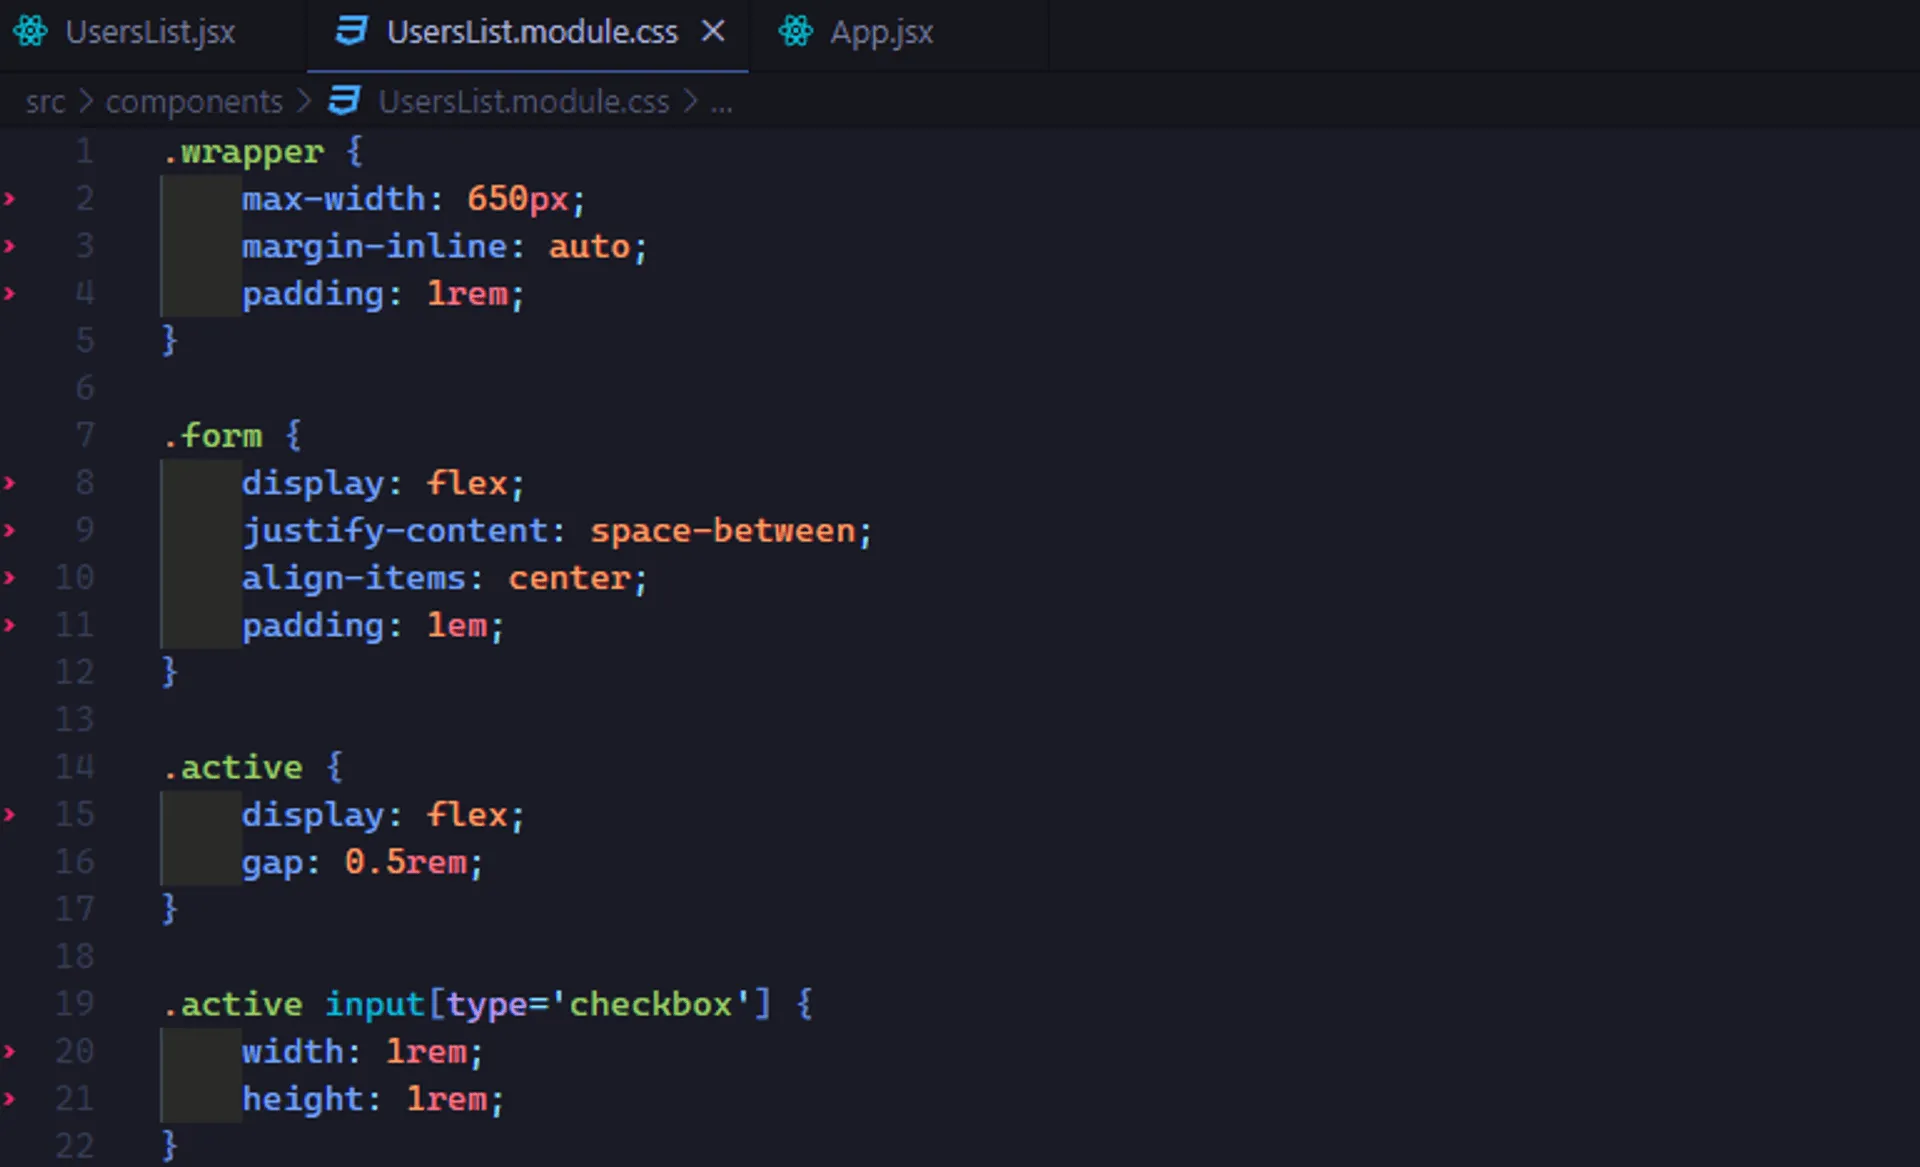 UsersList.jsx UsersList.module.css App.jsx
src > components > UsersList.module.css > ...
1 .wrapper {
2 max-width: 650px;
3 margin-inline: auto;
4 padding: 1rem;
5 }
6
7 .form {
8 display: flex;
9 justify-content: space-between;
10 align-items: center;
11 padding: 1em;
12 }
13
14 .active {
15 display: flex;
16 gap: 0.5rem;
17 }
18
19 .active input[type='checkbox'] {
20 width: 1rem;
21 height: 1rem;
22 }